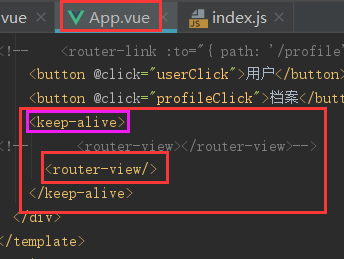 vue App.vue index.js
<!-- <router-link :to="{ path: '/profile'
<button @click="userClick">用户</button>
<button @click="profileClick">档案</but
<keep-alive>
<!-- <router-view></router-view>-->
<router-view/>
</keep-alive>
</div>
</template>